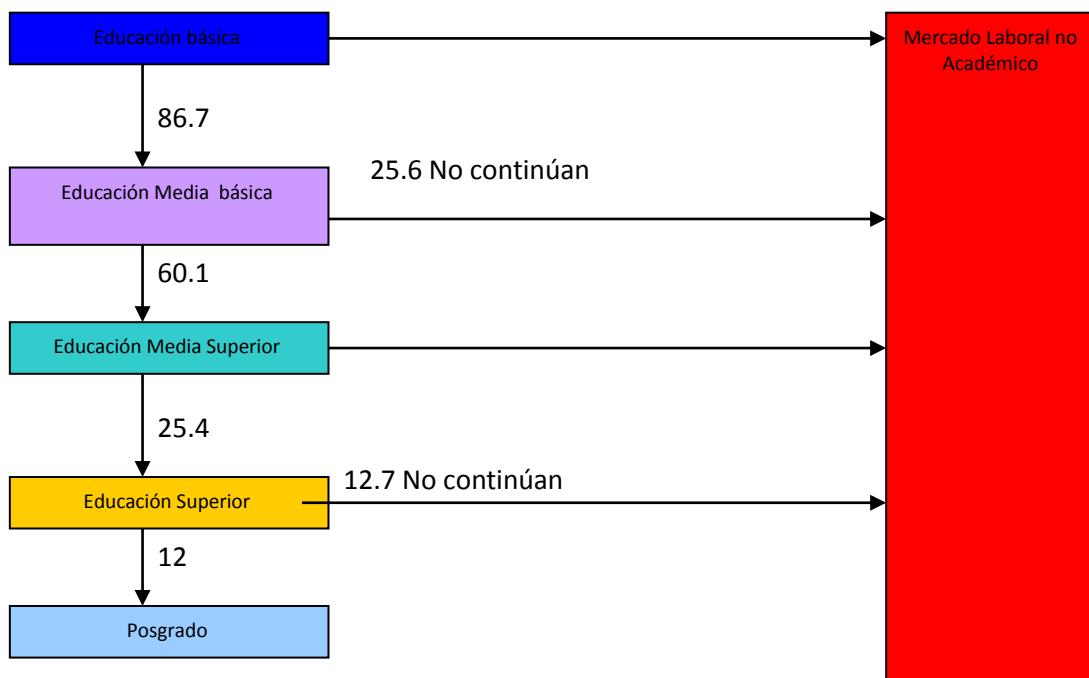 Educación básica
Mercado Laboral no
Académico
86.7
25.6 No continúan
Educación Media básica
60.1
Educación Media Superior
25.4
12.7 No continúan
Educación Superior
12
Posgrado